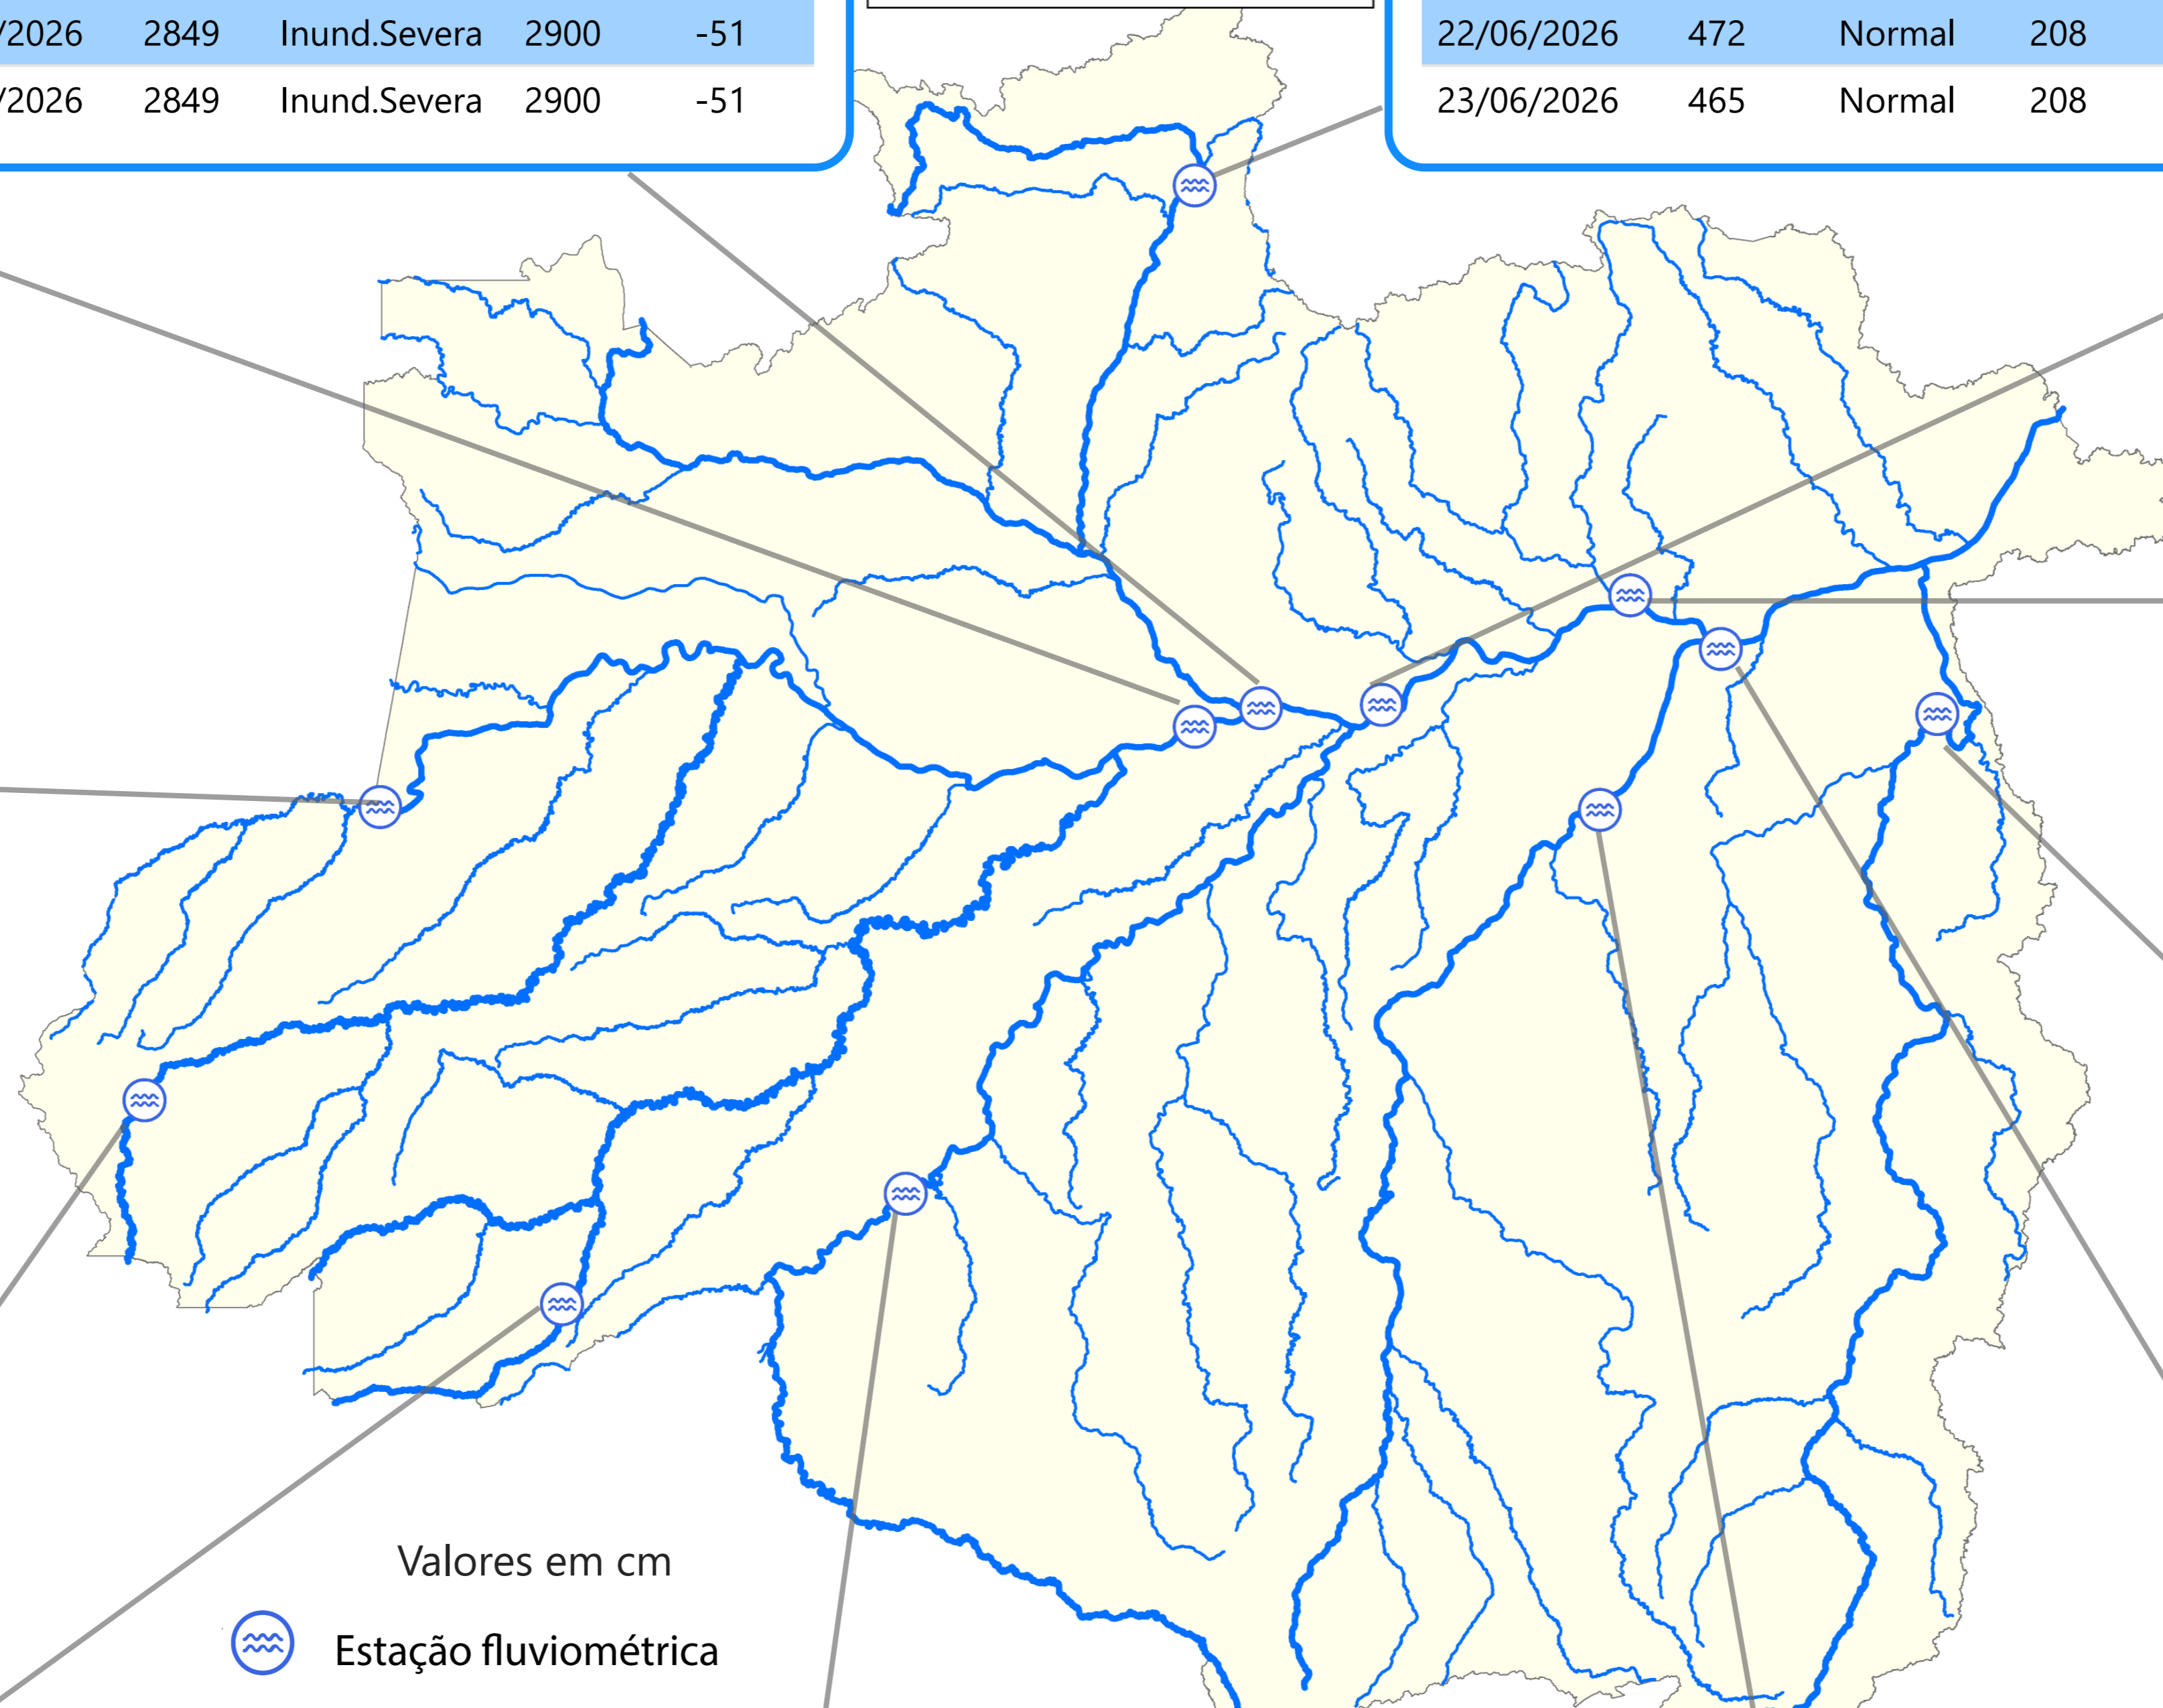 /2026 2849 Inund.Severa 2900 -51
/2026 2849 Inund.Severa 2900 -51
22/06/2026 472 Normal 208
23/06/2026 465 Normal 208
Valores em cm
Estação fluviométrica